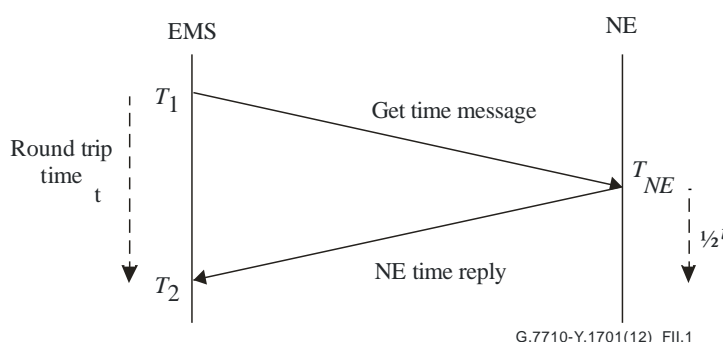 EMS
NE
T1
Get time message
Round trip
time
t
TNE
½
NE time reply
T2
G.7710-Y.1701(12)_FII.1